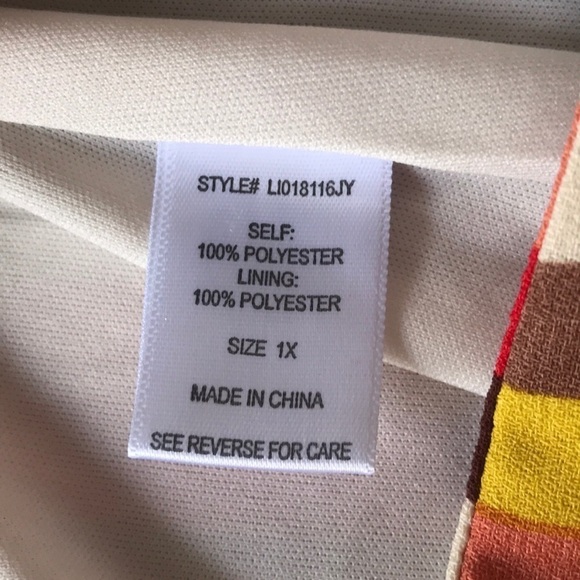 STYLE# LI018116JY
SELF:
100% POLYESTER
LINING:
100% POLYESTER
SIZE 1X
MADE IN CHINA
SEE REVERSE FOR CARE